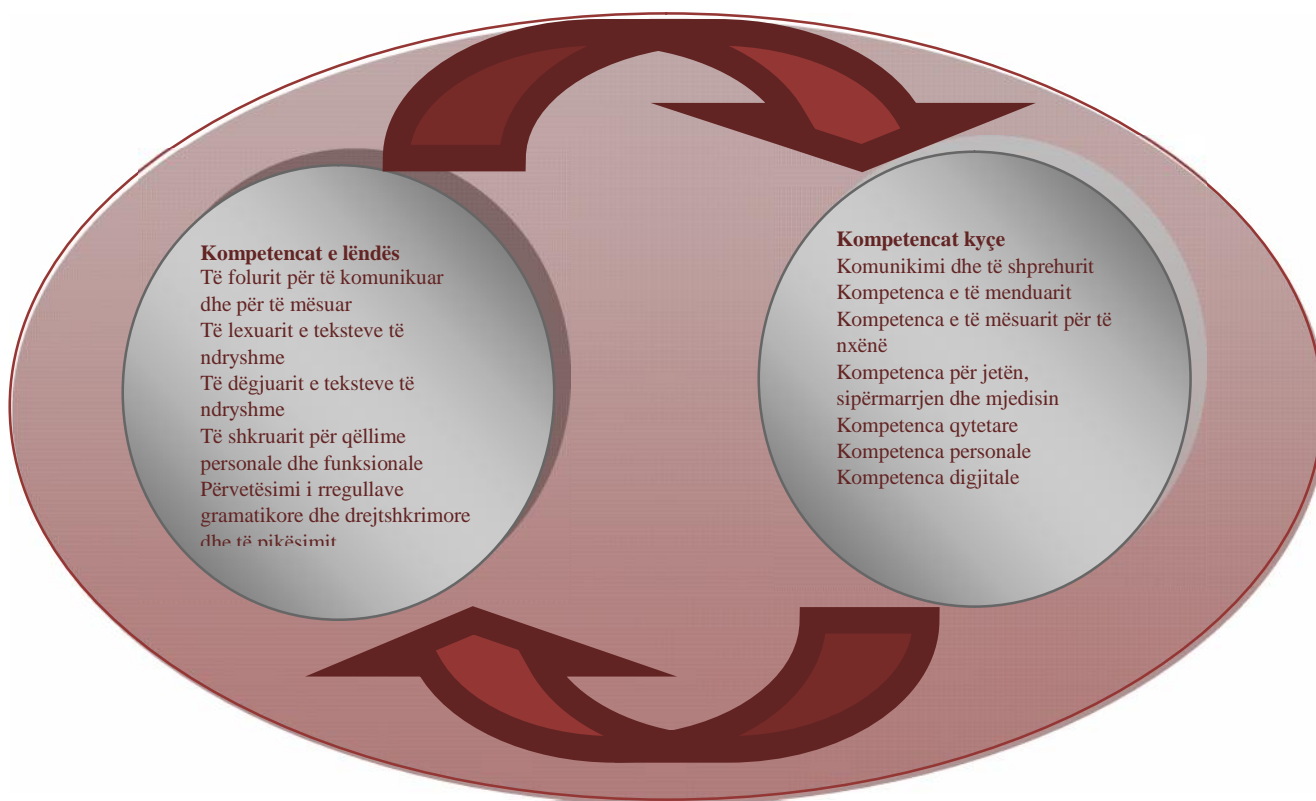 Kompetencat e lëndës
Të folurit për të komunikuar
dhe për të mësuar
Të lexuarit e teksteve të
ndryshme
Të dëgjuarit e teksteve të
ndryshme
Të shkruarit për qëllime
personale dhe funksionale
Përvetësimi i rregullave
gramatikore dhe drejtshkrimore
dhe të pikësimit
Kompetencat kyçe
Komunikimi dhe të shprehurit
Kompetenca e të menduarit
Kompetenca e të mësuarit për të
nxënë
Kompetenca për jetën,
sipërmarrjen dhe mjedisin
Kompetenca qytetare
Kompetenca personale
Kompetenca digjitale